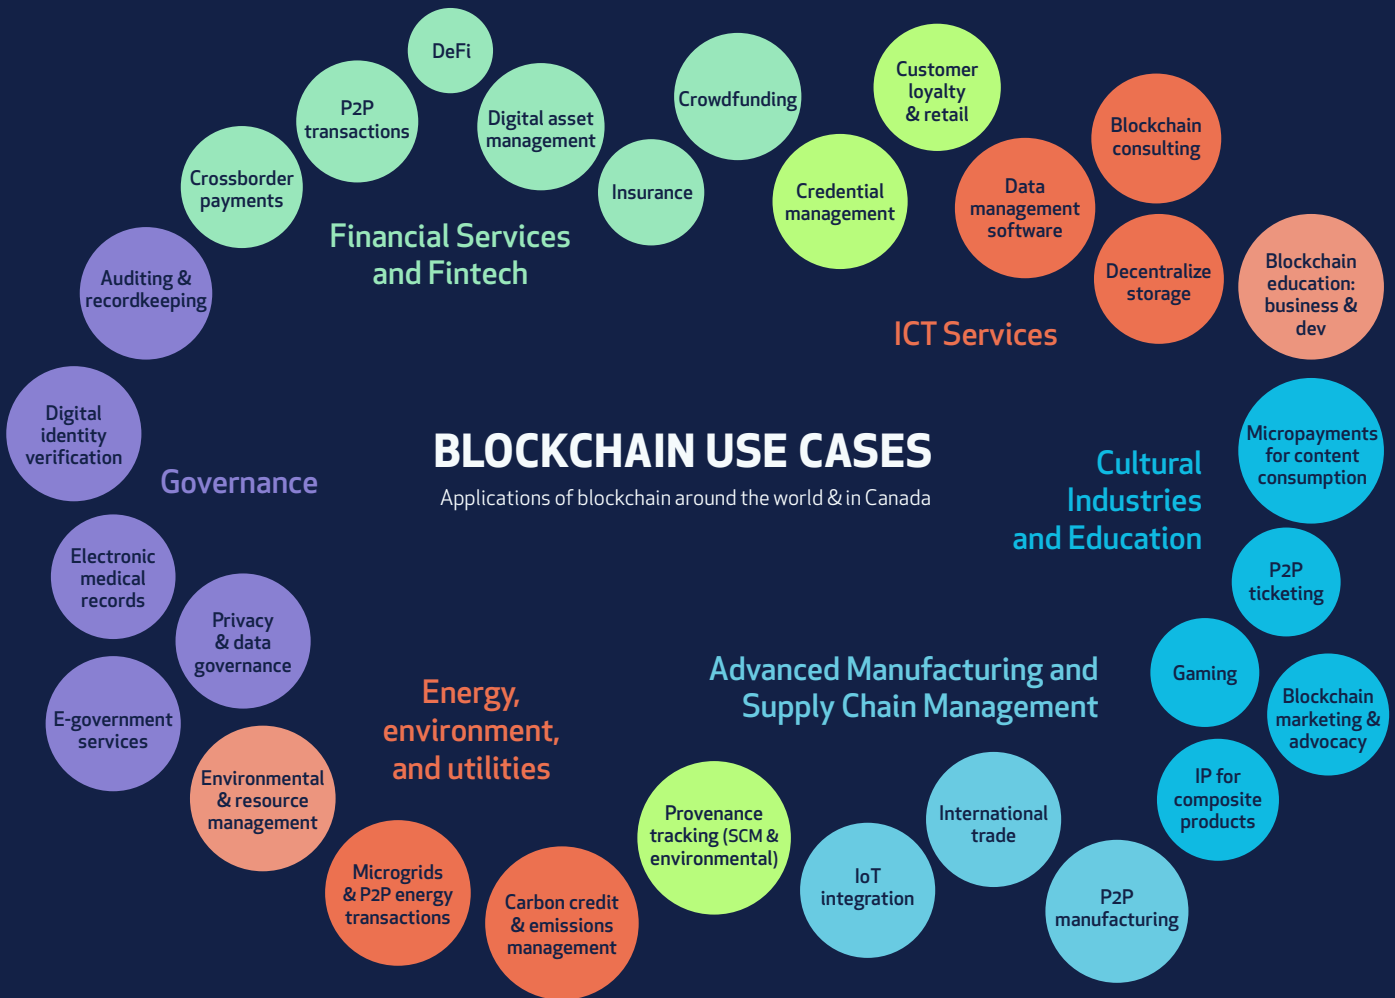 DeFi
P2P
transactions
Digital asset
management
Crossborder
payments
Insurance
Crowdfunding
Financial Services
and Fintech
Credential
management
Customer
loyalty
& retail
Data
management
software
Blockchain
consulting
Decentralize
storage
ICT Services
Blockchain
education:
business &
dev
Auditing &
recordkeeping
Digital
identity
verification
Governance
Electronic
medical
records
Privacy
& data
governance
E-government
services
BLOCKCHAIN USE CASES
Applications of blockchain around the world & in Canada
Cultural
Industries
and Education
Micropayments
for content
consumption
P2P
ticketing
Gaming
Blockchain
marketing &
advocacy
IP for
composite
products
Energy,
environment,
and utilities
Environmental
& resource
management
Microgrids
& P2P energy
transactions
Carbon credit
& emissions
management
Advanced Manufacturing and
Supply Chain Management
Provenance
tracking (SCM &
environmental)
IoT
integration
International
trade
P2P
manufacturing